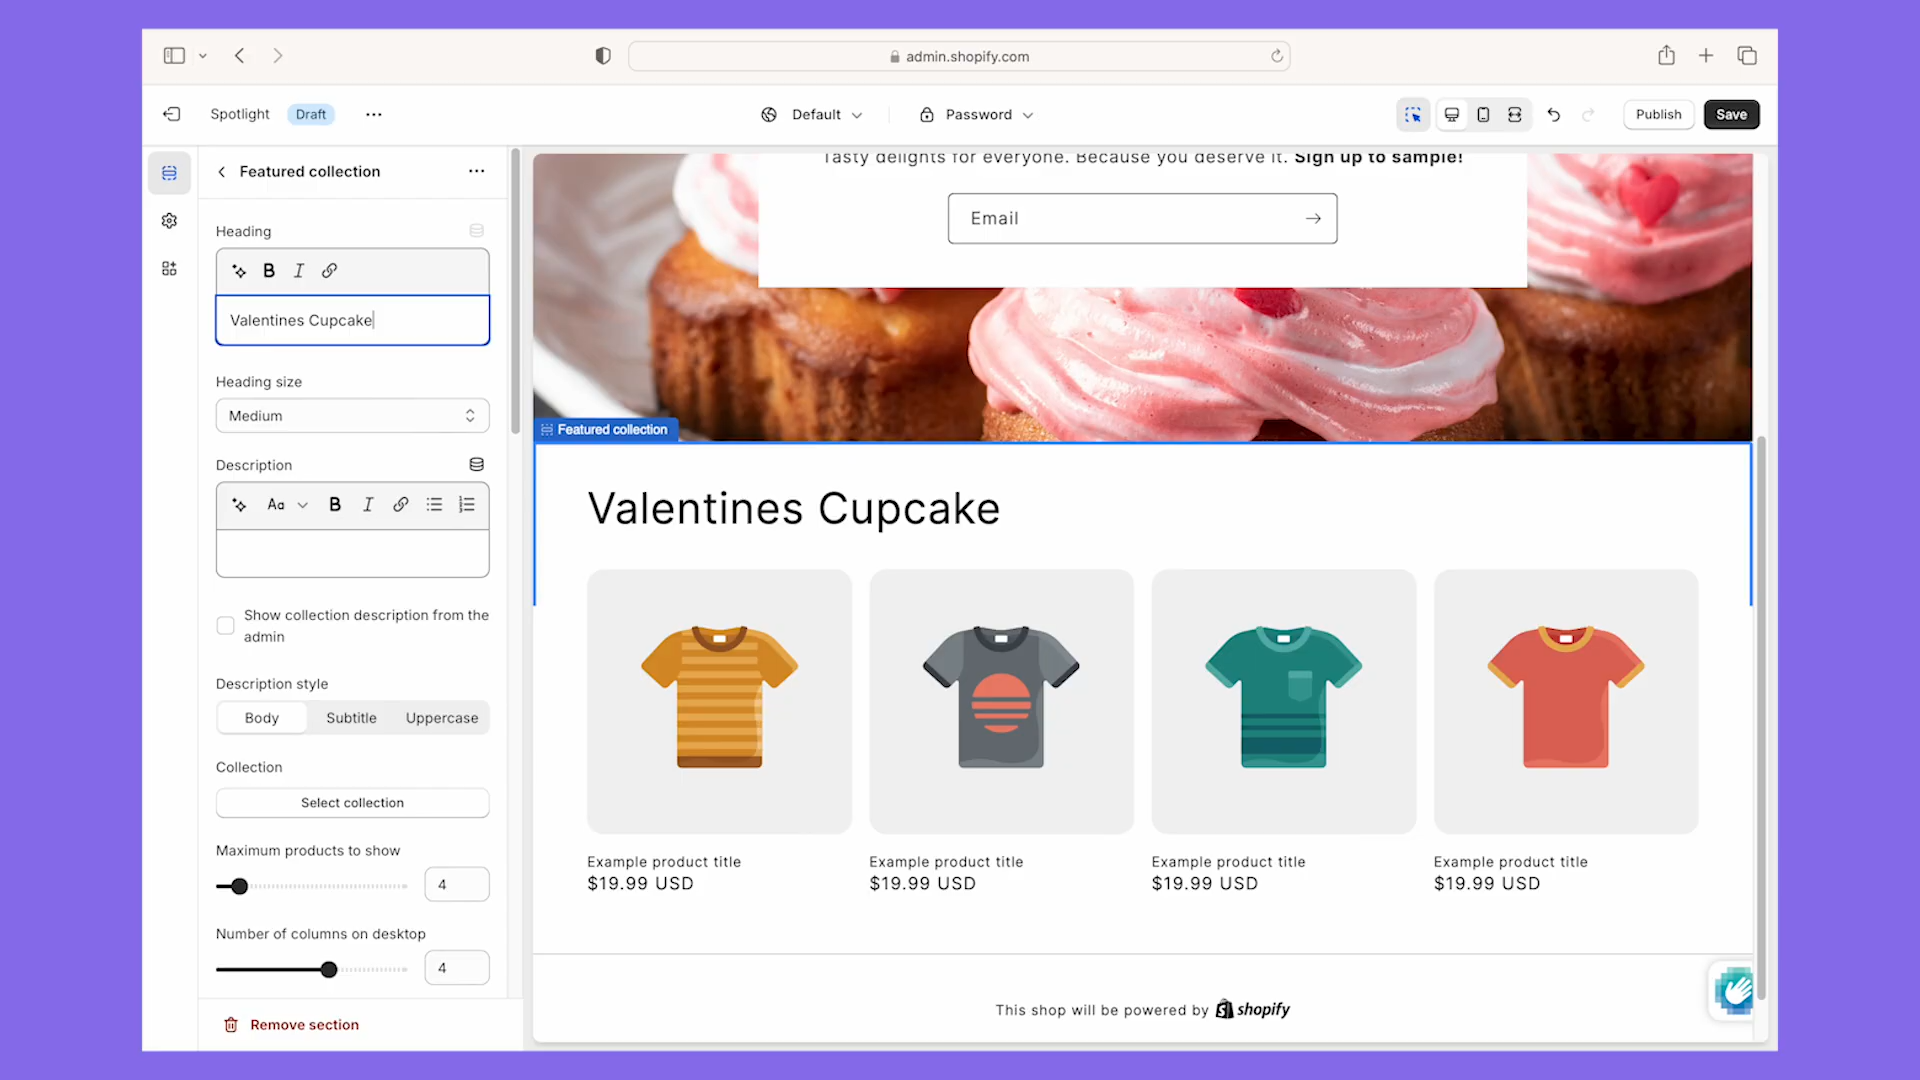 admin.shopify.com
Spotlight
Draft
Default
Password
Publish
Save
Featured collection
Heading
B I
Valentines Cupcake
Heading size
Medium
Description
Aa B I
Show collection description from the
admin
Description style
Body
Subtitle
Uppercase
Collection
Select collection
Maximum products to show
4
Number of columns on desktop
4
Remove section
Tasty delights for everyone. Because you deserve it. Sign up to sample!
Email
Featured collection
Valentines Cupcake
Example product title
$19.99 USD
Example product title
$19.99 USD
Example product title
$19.99 USD
Example product title
$19.99 USD
This shop will be powered by shopify